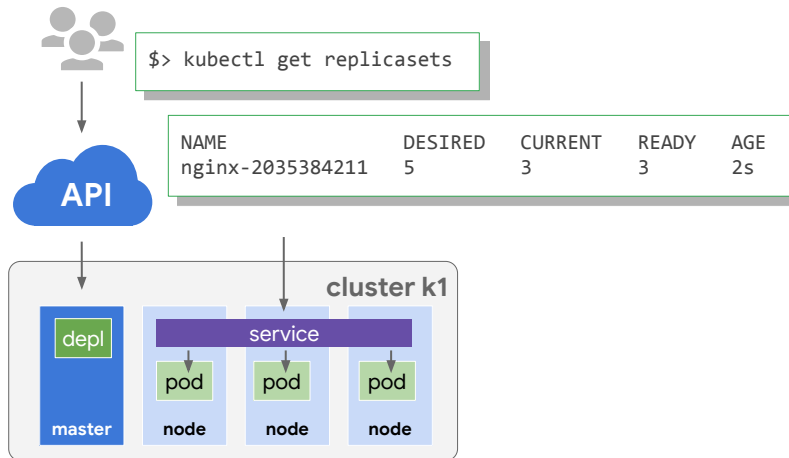 $> kubectl get replicasets
NAME DESIRED CURRENT READY AGE
nginx-2035384211 5 3 3 2s
API
cluster k1
depl
service
pod pod pod
master node node node